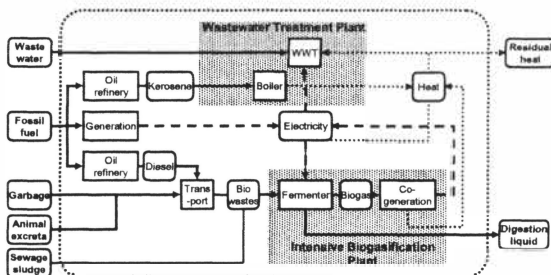 Wastewater Treatment Plant
Waste
water
WWT
Residual
heat
Oil
refinery
Kerosene
Boiler
Heat
Fossil
fuel
Generation
Electricity
Oil
refinery
Diesel
Garbage
Trans
-port
Bio
wastes
Fermenter
Biogas
Co-
generation
Animal
excreta
Digestion
liquid
Intensive Biogasification
Plant
Sewage
sludge